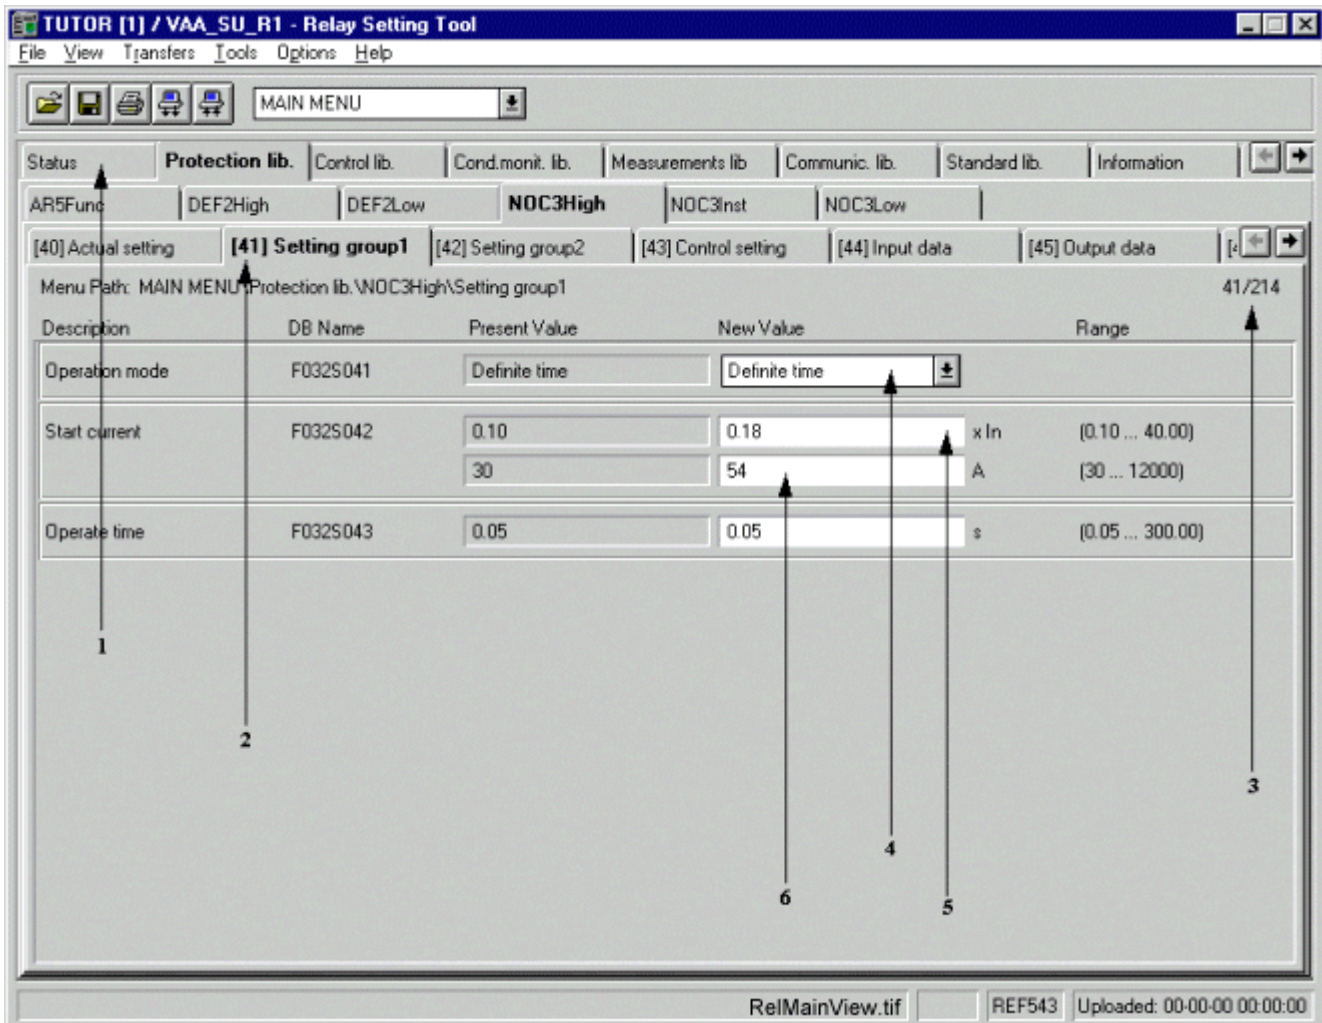 TUTOR [1] / VAA_SU_R1 - Relay Setting Tool
File View Transfers Tools Options Help
MAIN MENU
Status Protection lib. Control lib. Cond.monit. lib. Measurements lib Communic. lib. Standard lib. Information
AR5Func DEF2High DEF2Low NOC3High NOC3Inst NOC3Low
[40] Actual setting [41] Setting group1 [42] Setting group2 [43] Control setting [44] Input data [45] Output data
Menu Path: MAIN MENU\Protection lib.\NOC3High\Setting group1 41/214
Description DB Name Present Value New Value Range
Operation mode F032S041 Definite time Definite time
Start current F032S042 0.10 0.18 x In (0.10 ... 40.00)
30 54 A (30 ... 12000)
Operate time F032S043 0.05 0.05 s (0.05 ... 300.00)
1
2
3
4
6
5
RelMainView.tif REF543 Uploaded: 00-00-00 00:00:00